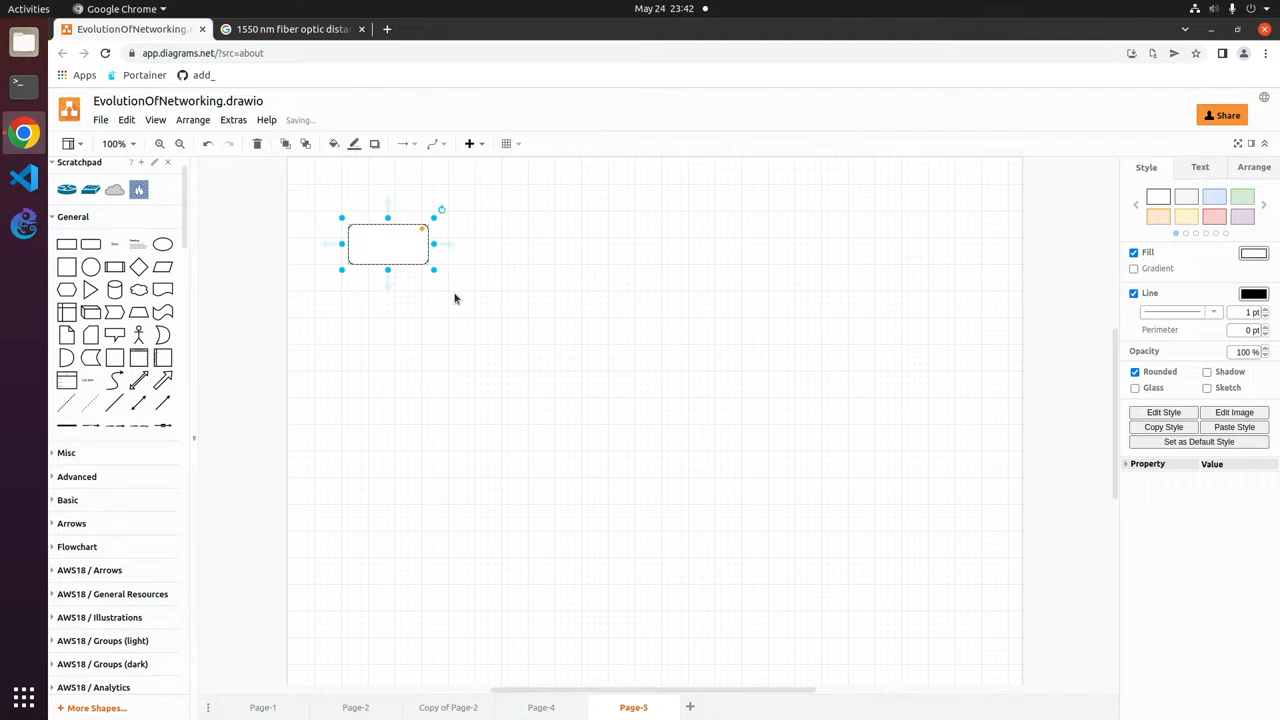 Activities
Google Chrome
May 24 23:42
EvolutionOfNetworking.
1550 nm fiber optic dista
app.diagrams.net/?src=about
Apps
Portainer
add_
EvolutionOfNetworking.drawio
File Edit View Arrange Extras Help Saving...
Share
100%
Scratchpad
General
Misc
Advanced
Basic
Arrows
Flowchart
AWS18 / Arrows
AWS18 / General Resources
AWS18 / Illustrations
AWS18 / Groups (light)
AWS18 / Groups (dark)
AWS18 / Analytics
More Shapes...
Style Text Arrange
Fill
Gradient
Line
1 pt
Perimeter 0 pt
Opacity 100 %
Rounded Shadow
Glass Sketch
Edit Style Edit Image
Copy Style Paste Style
Set as Default Style
Property Value
Page-1 Page-2 Copy of Page-2 Page-4 Page-5